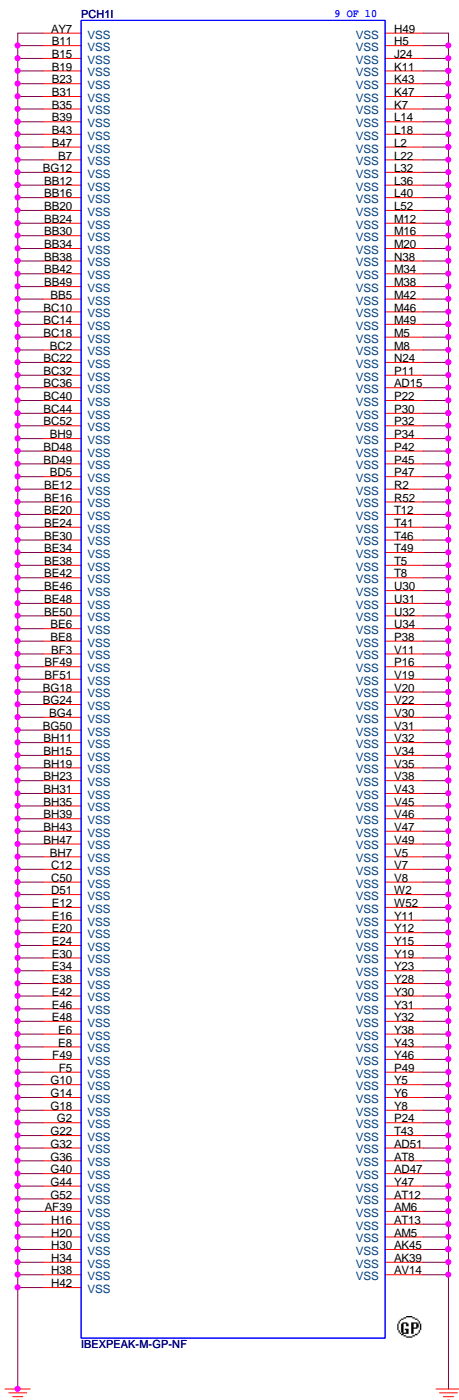 PCH1I 9 OF 10
AY7 VSS VSS H49
B11 VSS VSS H5
B15 VSS VSS J24
B19 VSS VSS K11
B23 VSS VSS K43
B31 VSS VSS K47
B35 VSS VSS K7
B39 VSS VSS L14
B43 VSS VSS L18
B47 VSS VSS L2
B7 VSS VSS L22
BG12 VSS VSS L32
BB12 VSS VSS L36
BB16 VSS VSS L40
BB20 VSS VSS L52
BB24 VSS VSS M12
BB30 VSS VSS M16
BB34 VSS VSS M20
BB38 VSS VSS N38
BB42 VSS VSS M34
BB49 VSS VSS M38
BB5 VSS VSS M42
BC10 VSS VSS M46
BC14 VSS VSS M49
BC18 VSS VSS M5
BC2 VSS VSS M8
BC22 VSS VSS N24
BC32 VSS VSS P11
BC36 VSS VSS AD15
BC40 VSS VSS P22
BC44 VSS VSS P30
BC52 VSS VSS P32
BH9 VSS VSS P34
BD48 VSS VSS P42
BD49 VSS VSS P45
BD5 VSS VSS P47
BE12 VSS VSS R2
BE16 VSS VSS R52
BE20 VSS VSS T12
BE24 VSS VSS T41
BE30 VSS VSS T46
BE34 VSS VSS T49
BE38 VSS VSS T5
BE42 VSS VSS T8
BE46 VSS VSS U30
BE48 VSS VSS U31
BE50 VSS VSS U32
BE6 VSS VSS U34
BE8 VSS VSS P38
BF3 VSS VSS V11
BF49 VSS VSS P16
BF51 VSS VSS V19
BG18 VSS VSS V20
BG24 VSS VSS V22
BG4 VSS VSS V30
BG50 VSS VSS V31
BH11 VSS VSS V32
BH15 VSS VSS V34
BH19 VSS VSS V35
BH23 VSS VSS V38
BH31 VSS VSS V43
BH35 VSS VSS V45
BH39 VSS VSS V46
BH43 VSS VSS V47
BH47 VSS VSS V49
BH7 VSS VSS V5
C12 VSS VSS V7
C50 VSS VSS V8
D51 VSS VSS W2
E12 VSS VSS W52
E16 VSS VSS Y11
E20 VSS VSS Y12
E24 VSS VSS Y15
E30 VSS VSS Y19
E34 VSS VSS Y23
E38 VSS VSS Y28
E42 VSS VSS Y30
E46 VSS VSS Y31
E48 VSS VSS Y32
E6 VSS VSS Y38
E8 VSS VSS Y43
F49 VSS VSS Y46
F5 VSS VSS P49
G10 VSS VSS Y5
G14 VSS VSS Y6
G18 VSS VSS Y8
G2 VSS VSS P24
G22 VSS VSS T43
G32 VSS VSS AD51
G36 VSS VSS AT8
G40 VSS VSS AD47
G44 VSS VSS Y47
G52 VSS VSS AT12
AF39 VSS VSS AM6
H16 VSS VSS AT13
H20 VSS VSS AM5
H30 VSS VSS AK45
H34 VSS VSS AK39
H38 VSS VSS AV14
H42 VSS
GP
IBEXPEAK-M-GP-NF